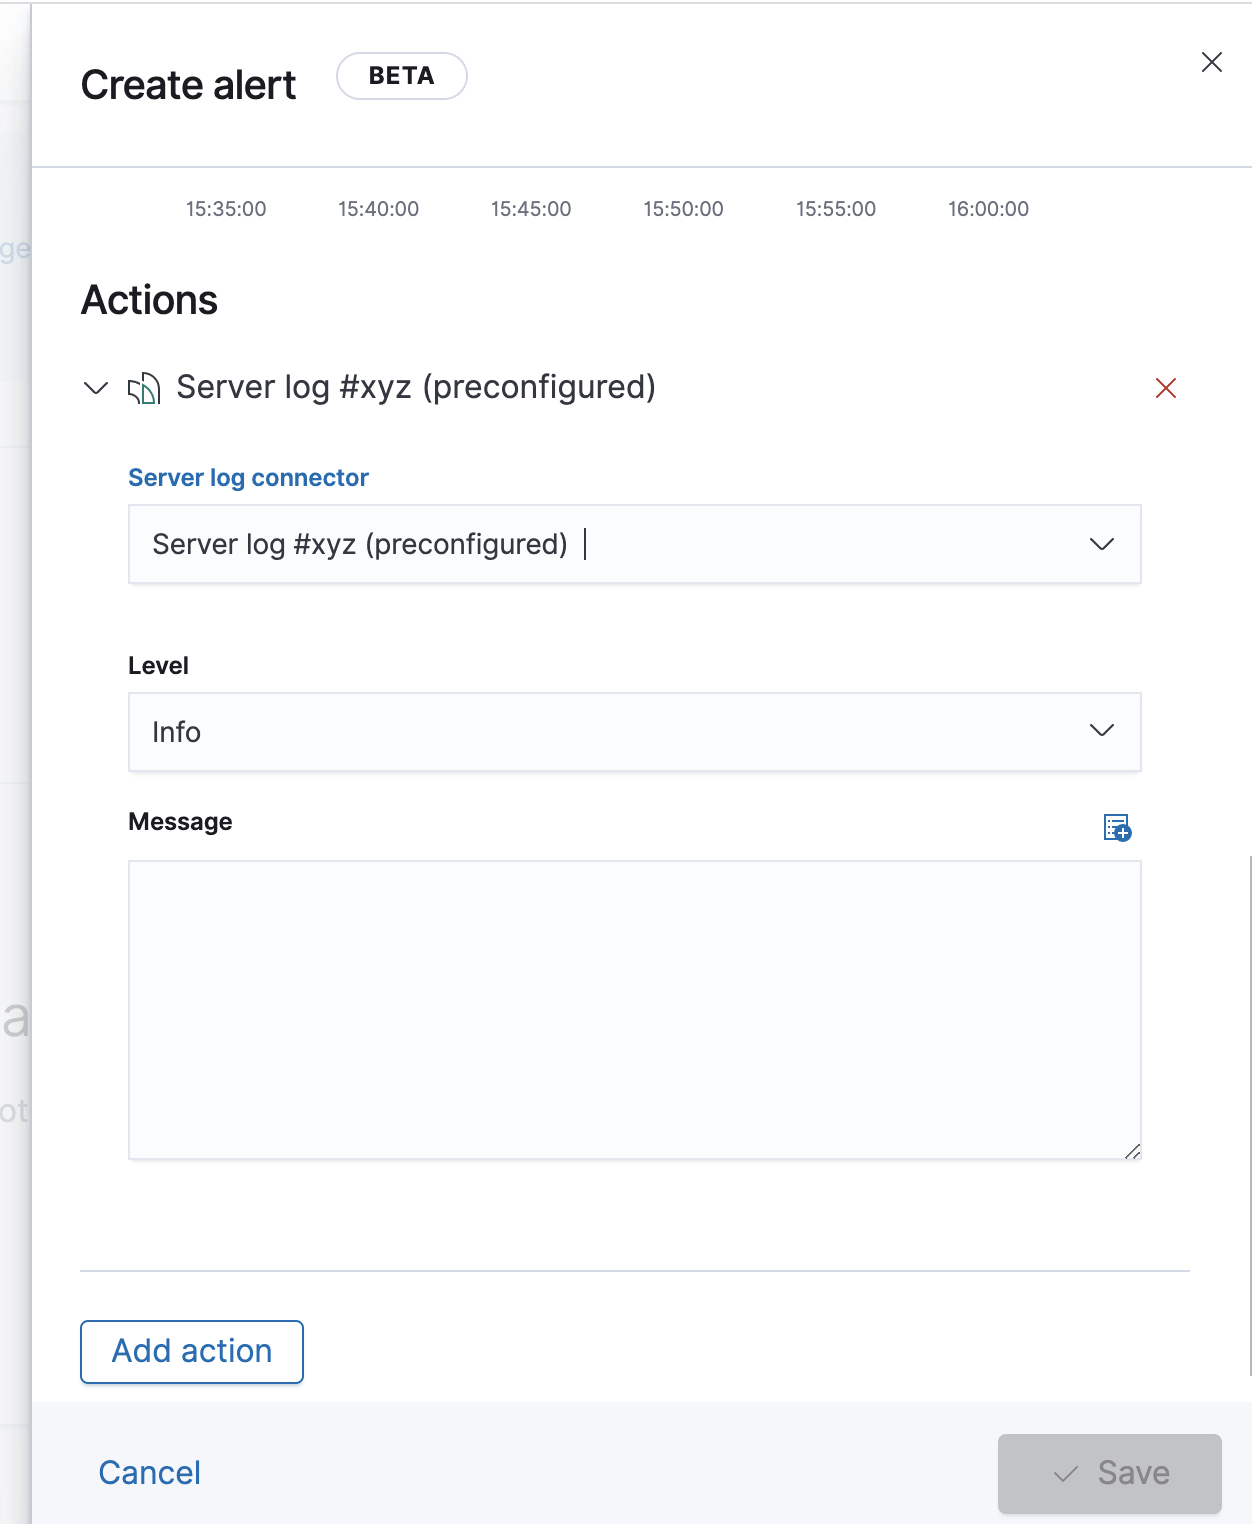 Create alert
BETA
15:35:00 15:40:00 15:45:00 15:50:00 15:55:00 16:00:00
ge
Actions
Server log #xyz (preconfigured)
Server log connector
Server log #xyz (preconfigured)
Level
Info
Message
a
ot
Add action
Cancel
Save